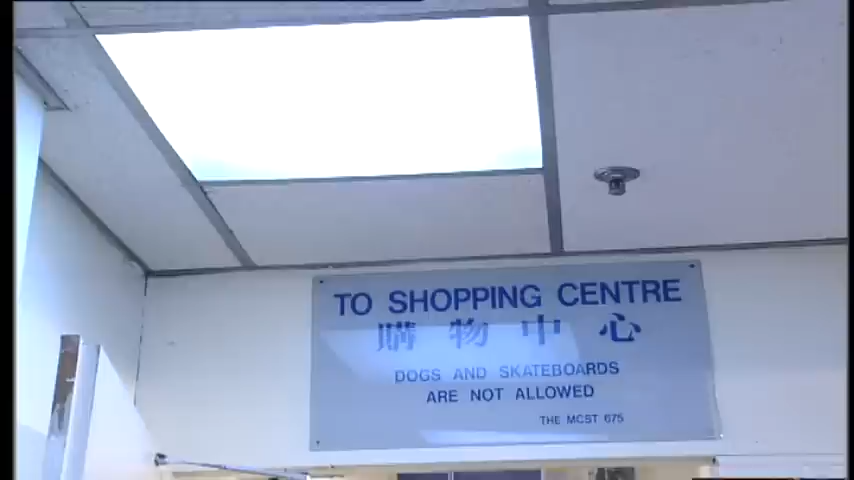 TO SHOPPING CENTRE
購物中心
DOGS AND SKATEBOARDS
ARE NOT ALLOWED
THE MCST 675